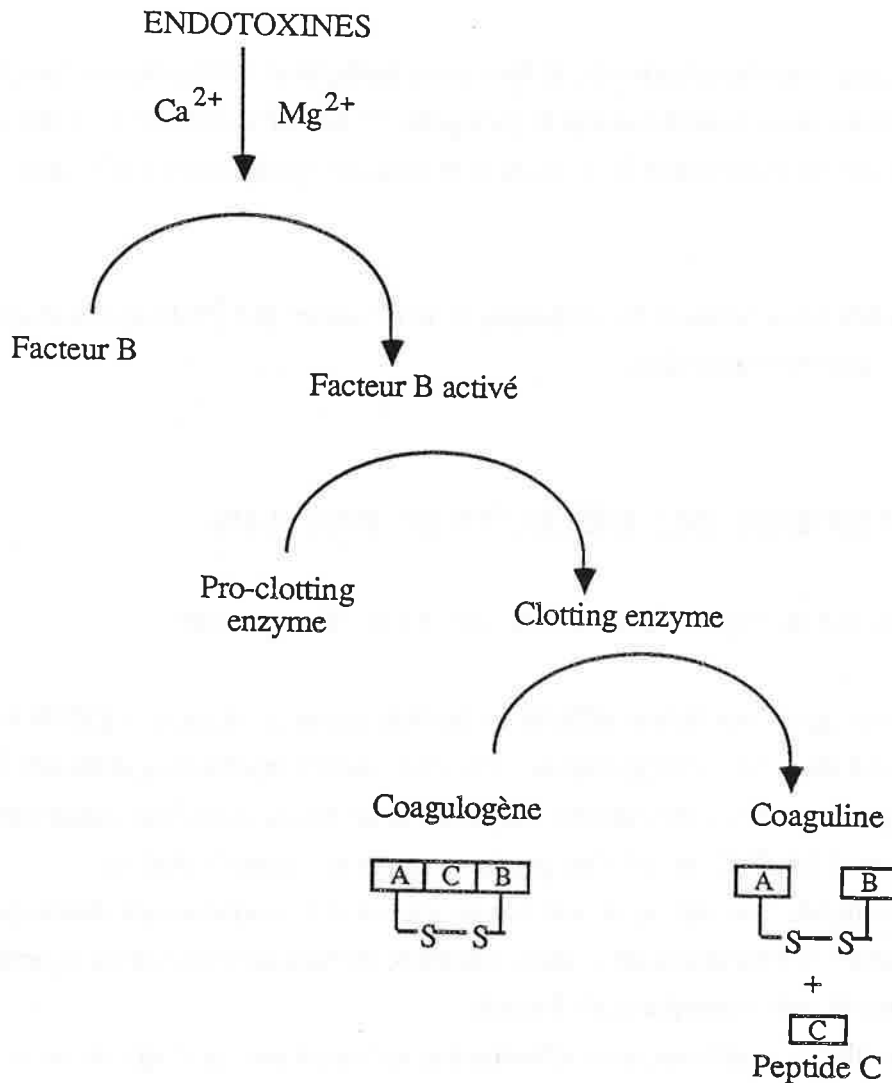 ENDOTOXINES
Ca2+ Mg2+
Facteur B
Facteur B activé
Pro-clotting
enzyme
Clotting enzyme
Coagulogène
Coaguline
A C B
A B
S S
S S
+
C
Peptide C